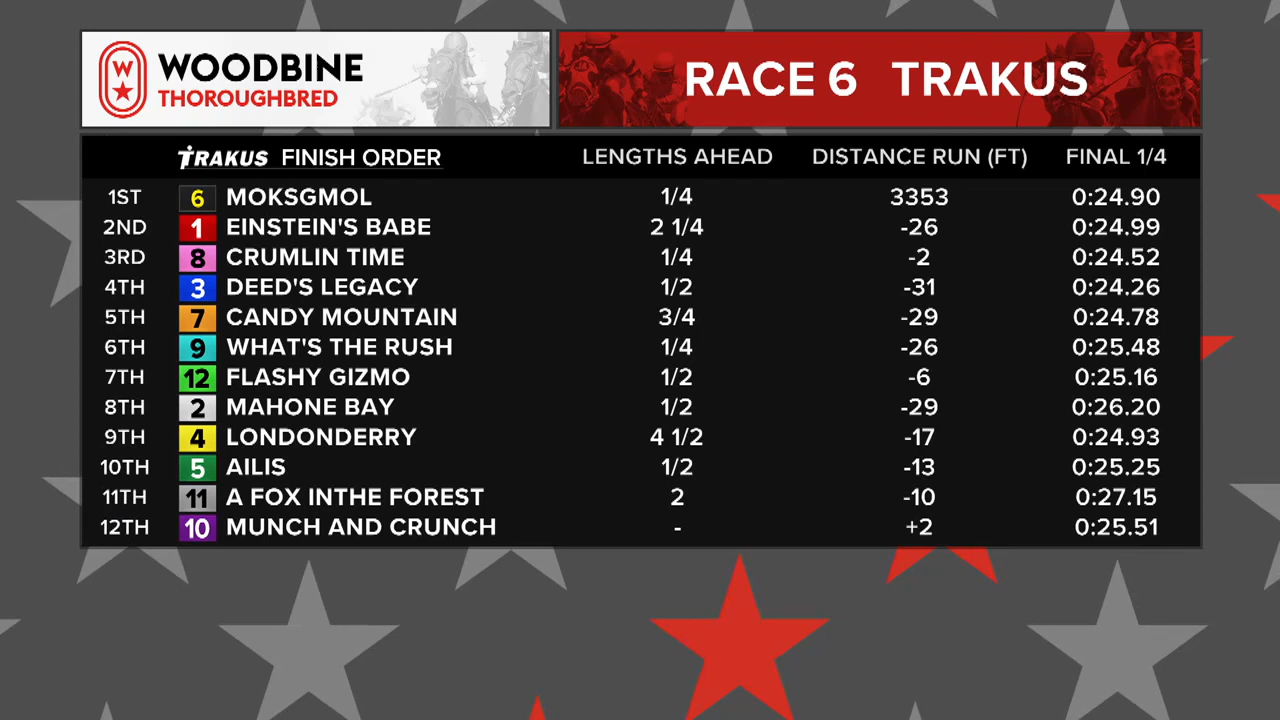 W
WOODBINE
THOROUGHBRED
RACE 6 TRAKUS
TRAKUS FINISH ORDER LENGTHS AHEAD DISTANCE RUN (FT) FINAL 1/4
1ST 6 MOKSGMOL 1/4 3353 0:24.90
2ND 1 EINSTEIN'S BABE 2 1/4 -26 0:24.99
3RD 8 CRUMLIN TIME 1/4 -2 0:24.52
4TH 3 DEED'S LEGACY 1/2 -31 0:24.26
5TH 7 CANDY MOUNTAIN 3/4 -29 0:24.78
6TH 9 WHAT'S THE RUSH 1/4 -26 0:25.48
7TH 12 FLASHY GIZMO 1/2 -6 0:25.16
8TH 2 MAHONE BAY 1/2 -29 0:26.20
9TH 4 LONDONDERRY 4 1/2 -17 0:24.93
10TH 5 AILIS 1/2 -13 0:25.25
11TH 11 A FOX INTHE FOREST 2 -10 0:27.15
12TH 10 MUNCH AND CRUNCH - +2 0:25.51